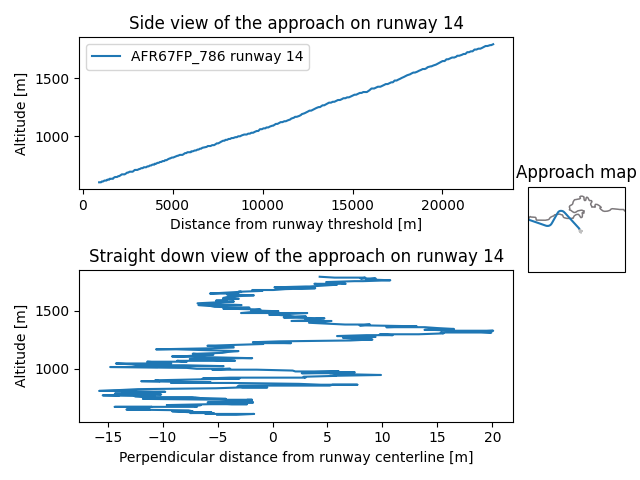 Side view of the approach on runway 14
AFR67FP_786 runway 14
Altitude [m]
1500
1000
0
5000
10000
15000
20000
Distance from runway threshold [m]
Approach map
Straight down view of the approach on runway 14
Altitude [m]
1500
1000
−15
−10
−5
0
5
10
15
20
Perpendicular distance from runway centerline [m]